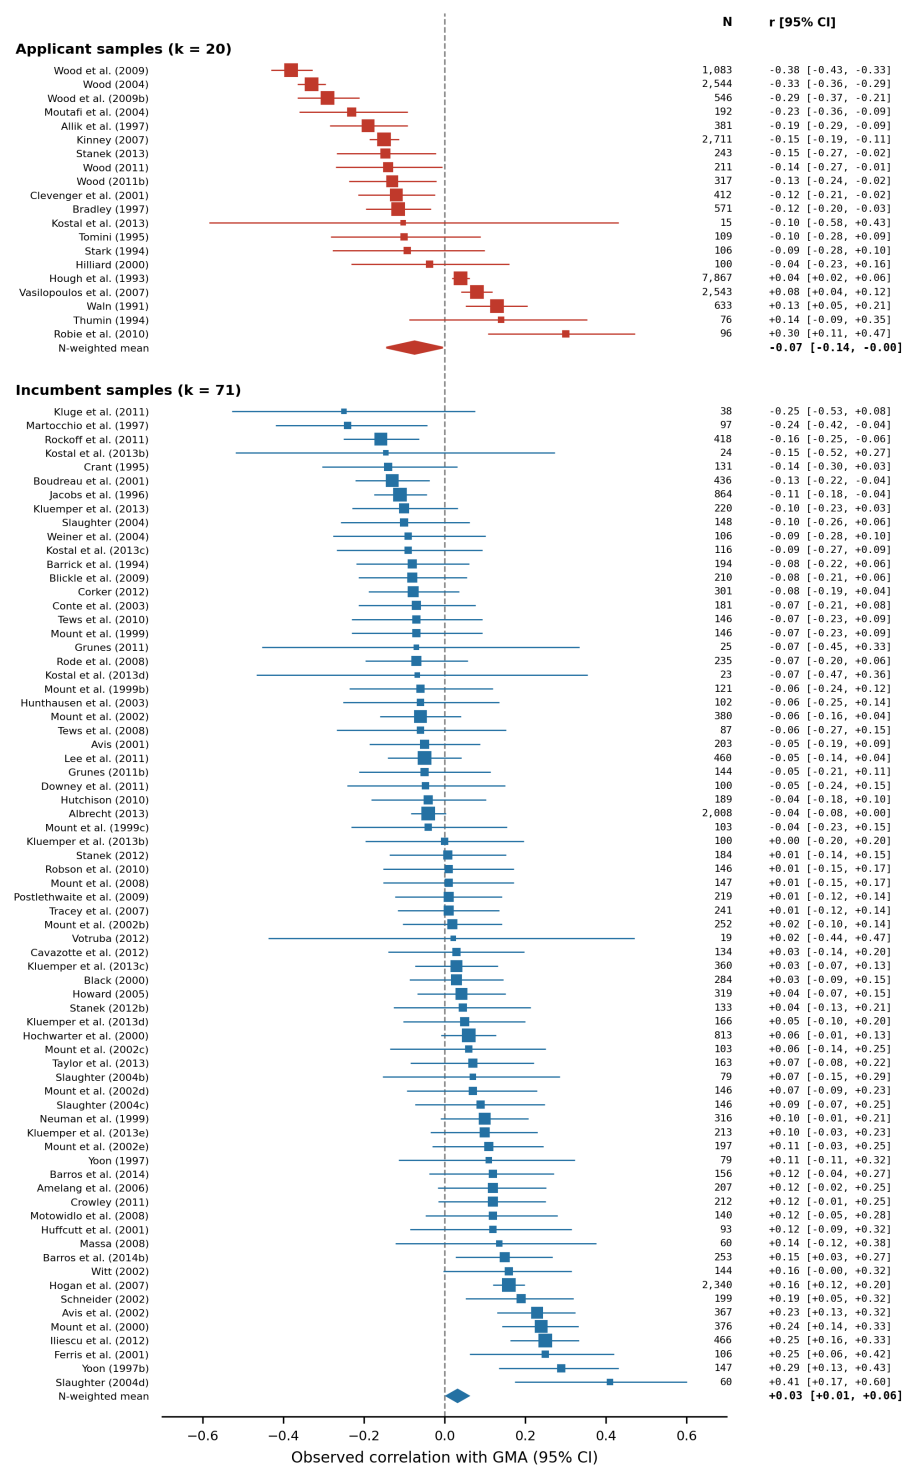 N r [95% CI]
Applicant samples (k = 20)
Wood et al. (2009) 1,083 -0.38 [-0.43, -0.33]
Wood (2004) 2,544 -0.33 [-0.36, -0.29]
Wood et al. (2009b) 546 -0.29 [-0.37, -0.21]
Moutafi et al. (2004) 192 -0.23 [-0.36, -0.09]
Allik et al. (1997) 381 -0.19 [-0.29, -0.09]
Kinney (2007) 2,711 -0.15 [-0.19, -0.11]
Stanek (2013) 243 -0.15 [-0.27, -0.02]
Wood (2011) 211 -0.14 [-0.27, -0.01]
Wood (2011b) 317 -0.13 [-0.24, -0.02]
Clevenger et al. (2001) 412 -0.12 [-0.21, -0.02]
Bradley (1997) 571 -0.12 [-0.20, -0.03]
Kostal et al. (2013) 15 -0.10 [-0.58, +0.43]
Tomini (1995) 109 -0.10 [-0.28, +0.09]
Stark (1994) 106 -0.09 [-0.28, +0.10]
Hilliard (2000) 100 -0.04 [-0.23, +0.16]
Hough et al. (1993) 7,867 +0.04 [+0.02, +0.06]
Vasilopoulos et al. (2007) 2,543 +0.08 [+0.04, +0.12]
Waln (1991) 633 +0.13 [+0.05, +0.21]
Thumin (1994) 76 +0.14 [-0.09, +0.35]
Robie et al. (2010) 96 +0.30 [+0.11, +0.47]
N-weighted mean -0.07 [-0.14, -0.00]
Incumbent samples (k = 71)
Kluge et al. (2011) 38 -0.25 [-0.53, +0.08]
Martocchio et al. (1997) 97 -0.24 [-0.42, -0.04]
Rockoff et al. (2011) 418 -0.16 [-0.25, -0.06]
Kostal et al. (2013b) 24 -0.15 [-0.52, +0.27]
Crant (1995) 131 -0.14 [-0.30, +0.03]
Boudreau et al. (2001) 436 -0.13 [-0.22, -0.04]
Jacobs et al. (1996) 864 -0.11 [-0.18, -0.04]
Kluemper et al. (2013) 220 -0.10 [-0.23, +0.03]
Slaughter (2004) 148 -0.10 [-0.26, +0.06]
Weiner et al. (2004) 106 -0.09 [-0.28, +0.10]
Kostal et al. (2013c) 116 -0.09 [-0.27, +0.09]
Barrick et al. (1994) 194 -0.08 [-0.22, +0.06]
Blickle et al. (2009) 210 -0.08 [-0.21, +0.06]
Corker (2012) 301 -0.08 [-0.19, +0.04]
Conte et al. (2003) 181 -0.07 [-0.21, +0.08]
Tews et al. (2010) 146 -0.07 [-0.23, +0.09]
Mount et al. (1999) 146 -0.07 [-0.23, +0.09]
Grunes (2011) 25 -0.07 [-0.45, +0.33]
Rode et al. (2008) 235 -0.07 [-0.20, +0.06]
Kostal et al. (2013d) 23 -0.07 [-0.47, +0.36]
Mount et al. (1999b) 121 -0.06 [-0.24, +0.12]
Hunthausen et al. (2003) 102 -0.06 [-0.25, +0.14]
Mount et al. (2002) 380 -0.06 [-0.16, +0.04]
Tews et al. (2008) 87 -0.06 [-0.27, +0.15]
Avis (2001) 203 -0.05 [-0.19, +0.09]
Lee et al. (2011) 460 -0.05 [-0.14, +0.04]
Grunes (2011b) 144 -0.05 [-0.21, +0.11]
Downey et al. (2011) 100 -0.05 [-0.24, +0.15]
Hutchison (2010) 189 -0.04 [-0.18, +0.10]
Albrecht (2013) 2,008 -0.04 [-0.08, +0.00]
Mount et al. (1999c) 103 -0.04 [-0.23, +0.15]
Kluemper et al. (2013b) 100 +0.00 [-0.20, +0.20]
Stanek (2012) 184 +0.01 [-0.14, +0.15]
Robson et al. (2010) 146 +0.01 [-0.15, +0.17]
Mount et al. (2008) 147 +0.01 [-0.15, +0.17]
Postlethwaite et al. (2009) 219 +0.01 [-0.12, +0.14]
Tracey et al. (2007) 241 +0.01 [-0.12, +0.14]
Mount et al. (2002b) 252 +0.02 [-0.10, +0.14]
Votruba (2012) 19 +0.02 [-0.44, +0.47]
Cavazotte et al. (2012) 134 +0.03 [-0.14, +0.20]
Kluemper et al. (2013c) 360 +0.03 [-0.07, +0.13]
Black (2000) 284 +0.03 [-0.09, +0.15]
Howard (2005) 319 +0.04 [-0.07, +0.15]
Stanek (2012b) 133 +0.04 [-0.13, +0.21]
Kluemper et al. (2013d) 166 +0.05 [-0.10, +0.20]
Hochwarter et al. (2000) 813 +0.06 [-0.01, +0.13]
Mount et al. (2002c) 103 +0.06 [-0.14, +0.25]
Taylor et al. (2013) 163 +0.07 [-0.08, +0.22]
Slaughter (2004b) 79 +0.07 [-0.15, +0.29]
Mount et al. (2002d) 146 +0.07 [-0.09, +0.23]
Slaughter (2004c) 146 +0.09 [-0.07, +0.25]
Neuman et al. (1999) 316 +0.10 [-0.01, +0.21]
Kluemper et al. (2013e) 213 +0.10 [-0.03, +0.23]
Mount et al. (2002e) 197 +0.11 [-0.03, +0.25]
Yoon (1997) 79 +0.11 [-0.11, +0.32]
Barros et al. (2014) 156 +0.12 [-0.04, +0.27]
Amelang et al. (2006) 207 +0.12 [-0.02, +0.25]
Crowley (2011) 212 +0.12 [-0.01, +0.25]
Motowidlo et al. (2008) 140 +0.12 [-0.05, +0.28]
Huffcutt et al. (2001) 93 +0.12 [-0.09, +0.32]
Massa (2008) 60 +0.14 [-0.12, +0.38]
Barros et al. (2014b) 253 +0.15 [+0.03, +0.27]
Witt (2002) 144 +0.16 [-0.00, +0.32]
Hogan et al. (2007) 2,340 +0.16 [+0.12, +0.20]
Schneider (2002) 199 +0.19 [+0.05, +0.32]
Avis et al. (2002) 367 +0.23 [+0.13, +0.32]
Mount et al. (2000) 376 +0.24 [+0.14, +0.33]
Iliescu et al. (2012) 466 +0.25 [+0.16, +0.33]
Ferris et al. (2001) 106 +0.25 [+0.06, +0.42]
Yoon (1997b) 147 +0.29 [+0.13, +0.43]
Slaughter (2004d) 60 +0.41 [+0.17, +0.60]
N-weighted mean +0.03 [+0.01, +0.06]
−0.6 −0.4 −0.2 0.0 0.2 0.4 0.6
Observed correlation with GMA (95% CI)